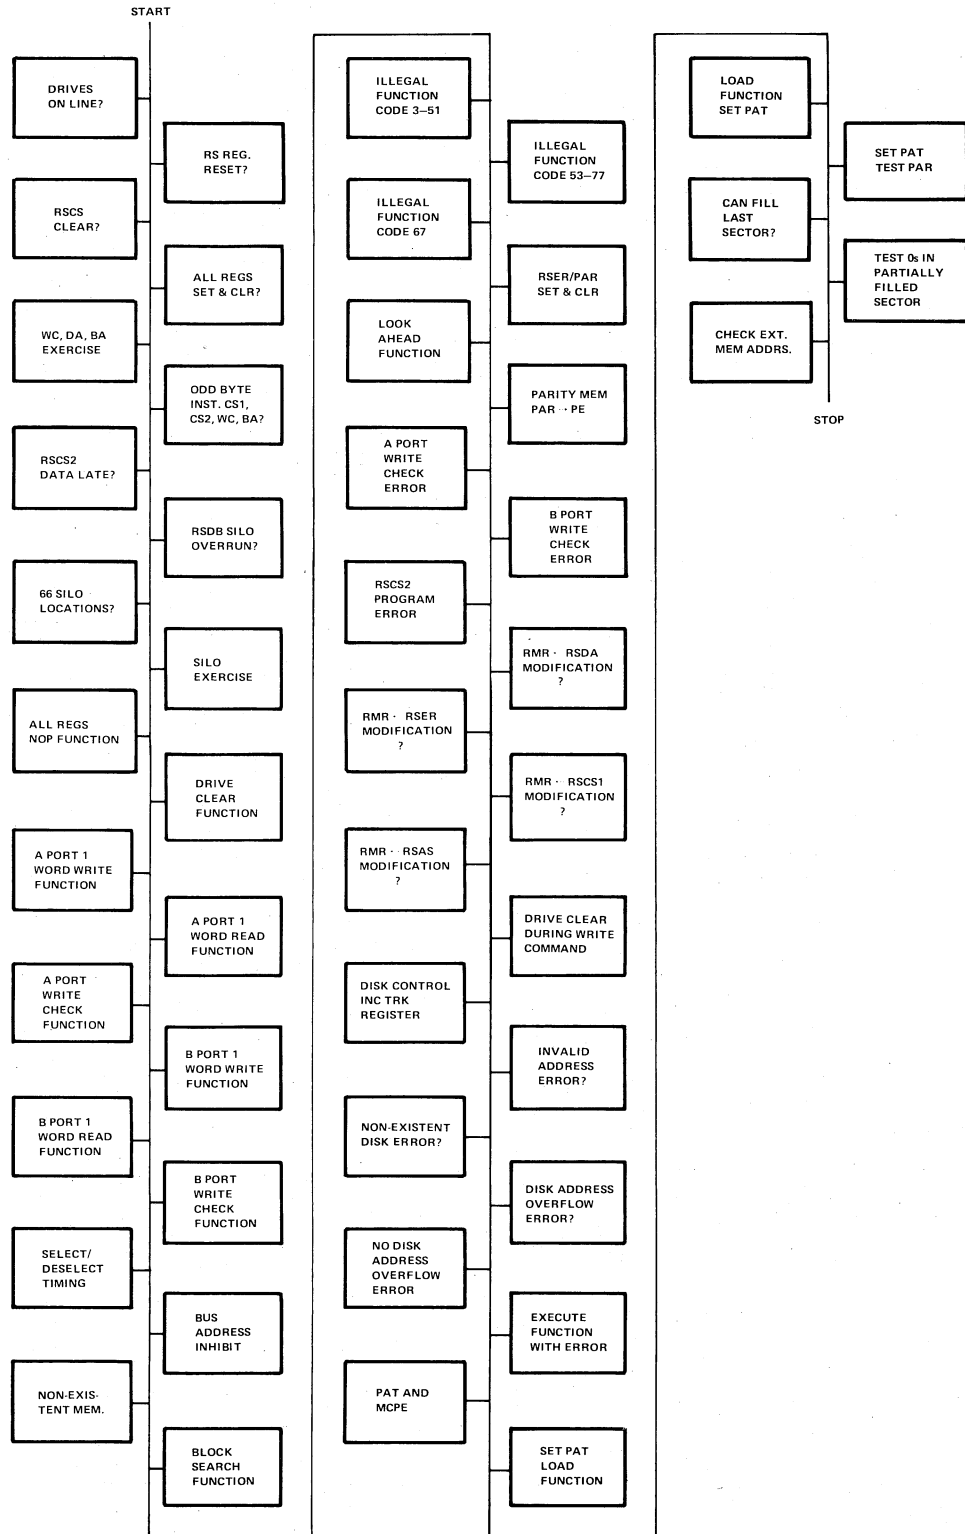 START
DRIVES
ON LINE?
RS REG.
RESET?
RSCS
CLEAR?
ALL REGS
SET & CLR?
WC, DA, BA
EXERCISE
ODD BYTE
INST. CS1,
CS2, WC, BA?
RSCS2
DATA LATE?
RSDB SILO
OVERRUN?
66 SILO
LOCATIONS?
SILO
EXERCISE
ALL REGS
NOP FUNCTION
DRIVE
CLEAR
FUNCTION
A PORT 1
WORD WRITE
FUNCTION
A PORT 1
WORD READ
FUNCTION
A PORT
WRITE
CHECK
FUNCTION
B PORT 1
WORD WRITE
FUNCTION
B PORT 1
WORD READ
FUNCTION
B PORT
WRITE
CHECK
FUNCTION
SELECT/
DESELECT
TIMING
BUS
ADDRESS
INHIBIT
NON-EXIS-
TENT MEM.
BLOCK
SEARCH
FUNCTION
ILLEGAL
FUNCTION
CODE 3–51
ILLEGAL
FUNCTION
CODE 53–77
ILLEGAL
FUNCTION
CODE 67
RSER/PAR
SET & CLR
LOOK
AHEAD
FUNCTION
PARITY MEM
PAR → PE
A PORT
WRITE
CHECK
ERROR
B PORT
WRITE
CHECK
ERROR
RSCS2
PROGRAM
ERROR
RMR - RSDA
MODIFICATION
?
RMR - RSER
MODIFICATION
?
RMR - RSCS1
MODIFICATION
?
RMR - RSAS
MODIFICATION
?
DRIVE CLEAR
DURING WRITE
COMMAND
DISK CONTROL
INC TRK
REGISTER
INVALID
ADDRESS
ERROR?
NON-EXISTENT
DISK ERROR?
DISK ADDRESS
OVERFLOW
ERROR?
NO DISK
ADDRESS
OVERFLOW
ERROR
EXECUTE
FUNCTION
WITH ERROR
PAT AND
MCPE
SET PAT
LOAD
FUNCTION
LOAD
FUNCTION
SET PAT
SET PAT
TEST PAR
CAN FILL
LAST
SECTOR?
TEST 0s IN
PARTIALLY
FILLED
SECTOR
CHECK EXT.
MEM ADDRS.
STOP